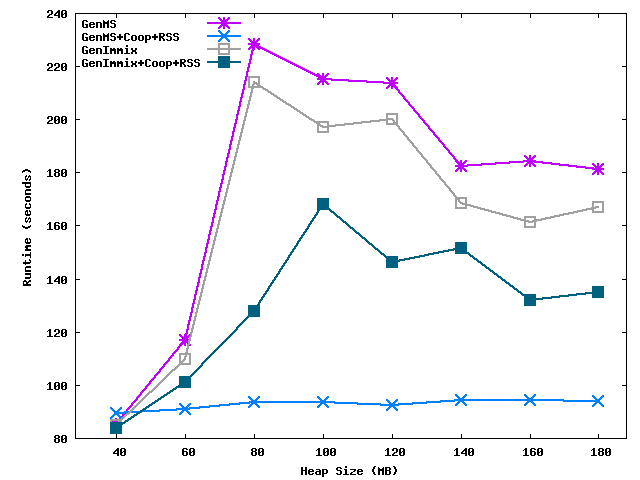 240
220
200
180
160
140
120
100
80
Runtime (seconds)
GenMS
GenMS+Coop+RSS
GenImmix
GenImmix+Coop+RSS
40 60 80 100 120 140 160 180
Heap Size (MB)